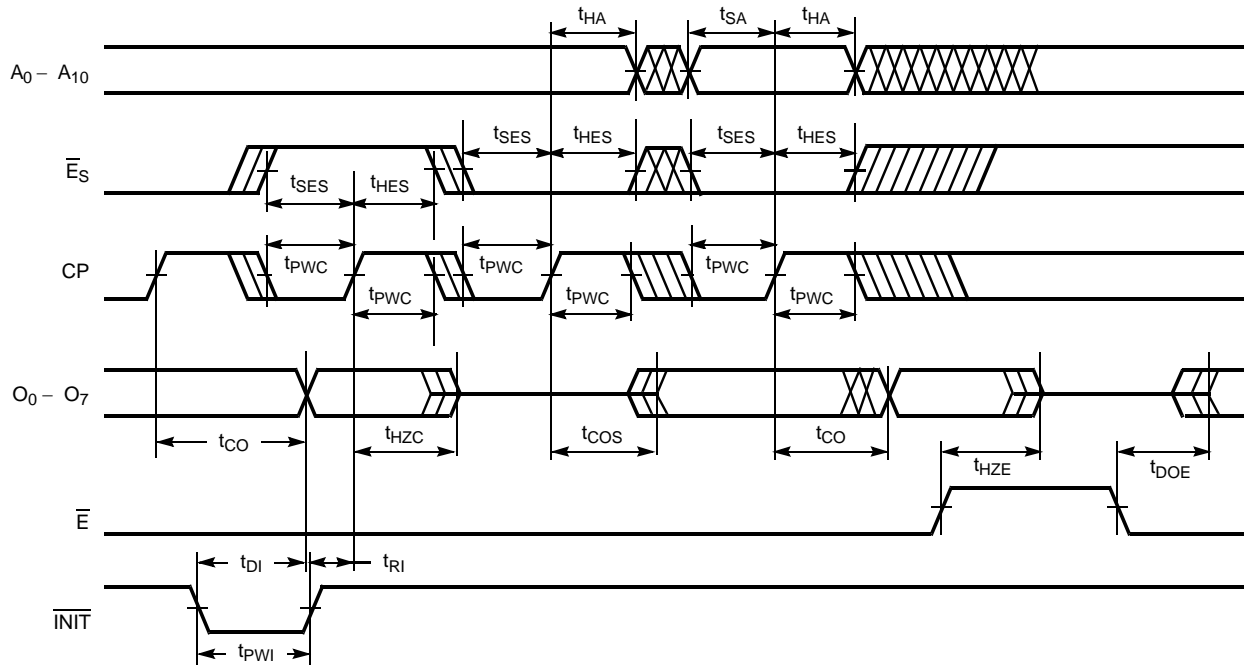 tHA tSA tHA
A0 – A10
tSES tHES tSES tHES
ES
tSES tHES
CP
tPWC tPWC tPWC
tPWC tPWC tPWC
O0 – O7
tCO tHZC tCOS tCO tHZE tDOE
E
tDI tRI
INIT
tPWI